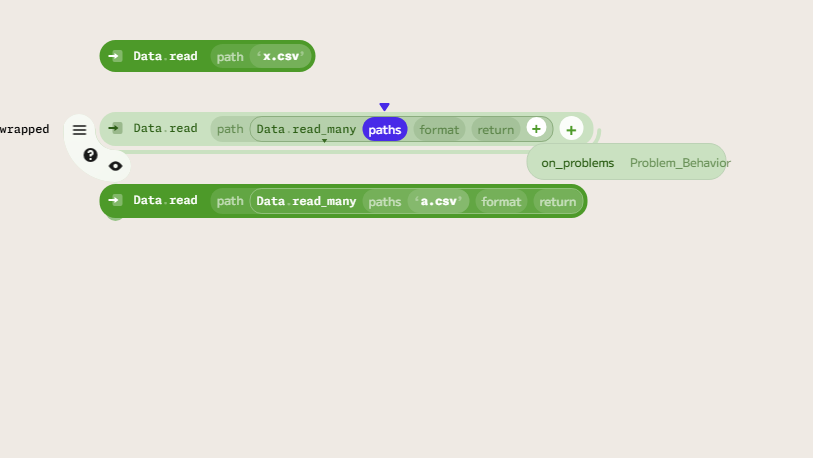 Data.read path ‘x.csv’
wrapped Data.read path Data.read_many paths format return + +
on_problems Problem_Behavior
Data.read path Data.read_many paths ‘a.csv’ format return